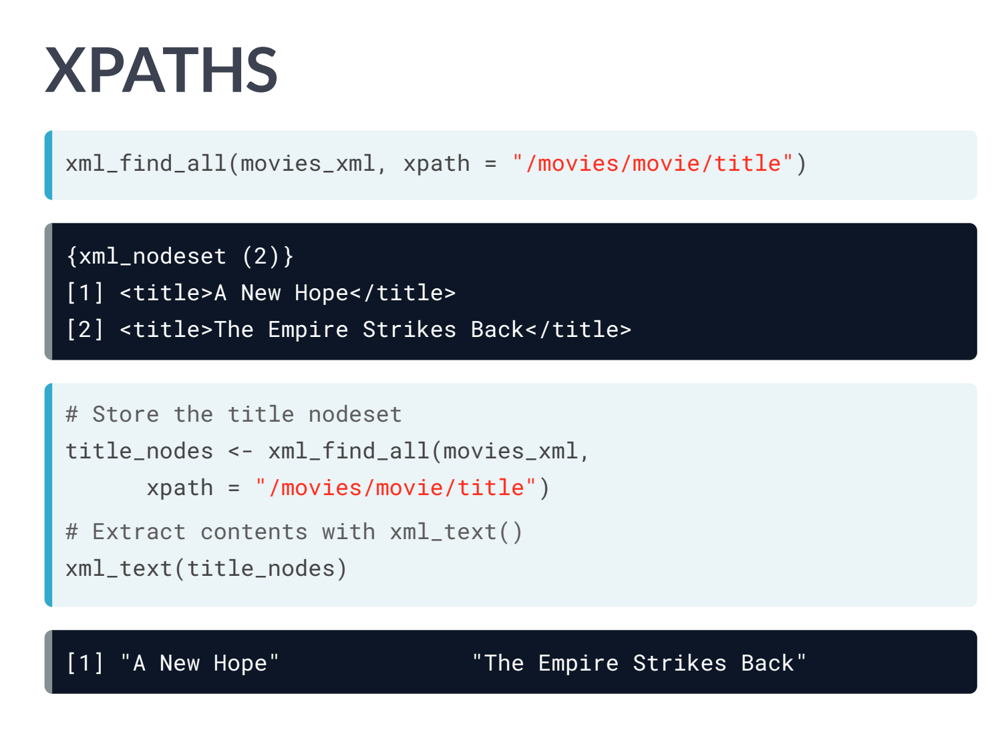 XPATHS
xml_find_all(movies_xml, xpath = "/movies/movie/title")
{xml_nodeset (2)}
[1] <title>A New Hope</title>
[2] <title>The Empire Strikes Back</title>
# Store the title nodeset
title_nodes <- xml_find_all(movies_xml,
      xpath = "/movies/movie/title")
# Extract contents with xml_text()
xml_text(title_nodes)
[1] "A New Hope"              "The Empire Strikes Back"